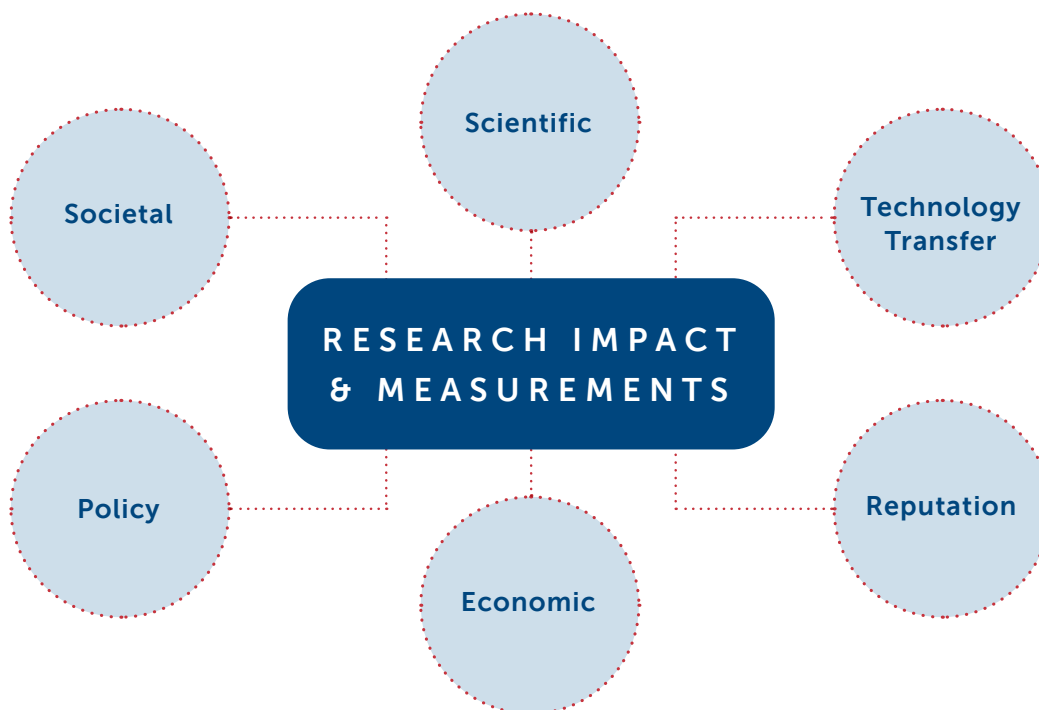 Scientific
Societal
Technology
Transfer
RESEARCH IMPACT
& MEASUREMENTS
Policy
Reputation
Economic